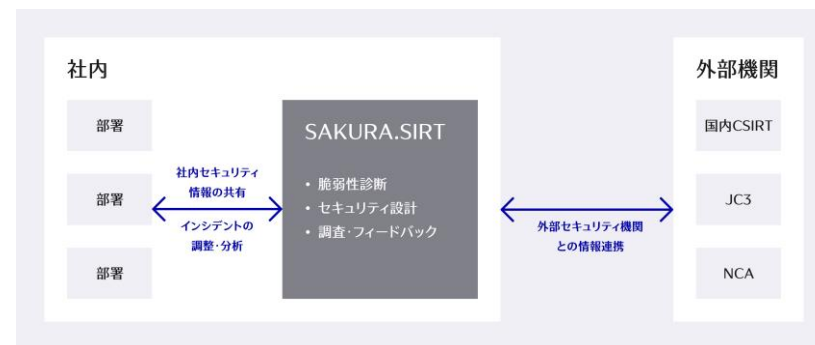 社内
部署
部署
部署
社内セキュリティ
情報の共有
インシデントの
調整・分析
SAKURA.SIRT
• 脆弱性診断
• セキュリティ設計
• 調査・フィードバック
外部セキュリティ機関
との情報連携
外部機関
国内CSIRT
JC3
NCA